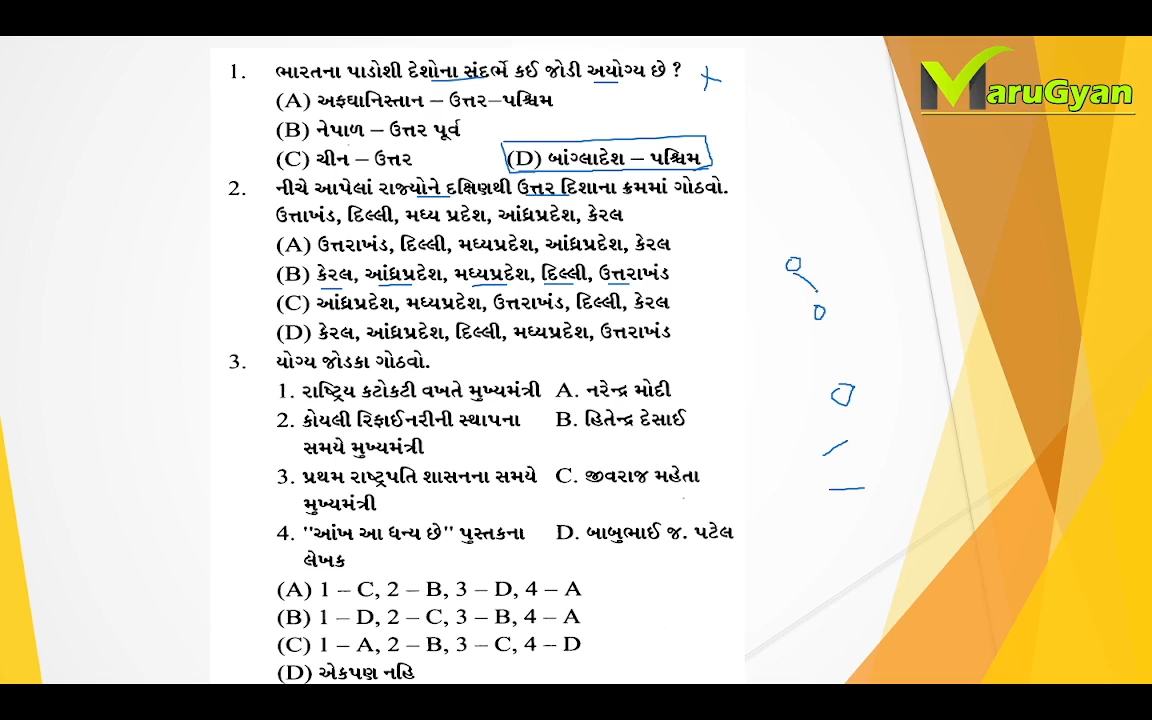 MaruGyan
1. ભારતના પાડોશી દેશોના સંદર્ભે કઈ જોડી અયોગ્ય છે ?
(A) અફઘાનિસ્તાન – ઉત્તર–પશ્ચિમ
(B) નેપાળ – ઉત્તર પૂર્વ
(C) ચીન – ઉત્તર (D) બાંગ્લાદેશ – પશ્ચિમ
2. નીચે આપેલાં રાજ્યોને દક્ષિણથી ઉત્તર દિશાના ક્રમમાં ગોઠવો.
ઉત્તાખંડ, દિલ્લી, મધ્ય પ્રદેશ, આંધ્રપ્રદેશ, કેરલ
(A) ઉત્તરાખંડ, દિલ્લી, મધ્યપ્રદેશ, આંધ્રપ્રદેશ, કેરલ
(B) કેરલ, આંધ્રપ્રદેશ, મધ્યપ્રદેશ, દિલ્લી, ઉત્તરાખંડ
(C) આંધ્રપ્રદેશ, મધ્યપ્રદેશ, ઉત્તરાખંડ, દિલ્લી, કેરલ
(D) કેરલ, આંધ્રપ્રદેશ, દિલ્લી, મધ્યપ્રદેશ, ઉત્તરાખંડ
3. યોગ્ય જોડકા ગોઠવો.
1. રાષ્ટ્રિય કટોકટી વખતે મુખ્યમંત્રી A. નરેન્દ્ર મોદી
2. કોયલી રિફાઈનરીની સ્થાપના B. હિતેન્દ્ર દેસાઈ
સમયે મુખ્યમંત્રી
3. પ્રથમ રાષ્ટ્રપતિ શાસનના સમયે C. જીવરાજ મહેતા
મુખ્યમંત્રી
4. "આંખ આ ધન્ય છે" પુસ્તકના D. બાબુભાઈ જ. પટેલ
લેખક
(A) 1 – C, 2 – B, 3 – D, 4 – A
(B) 1 – D, 2 – C, 3 – B, 4 – A
(C) 1 – A, 2 – B, 3 – C, 4 – D
(D) એકપણ નહિ